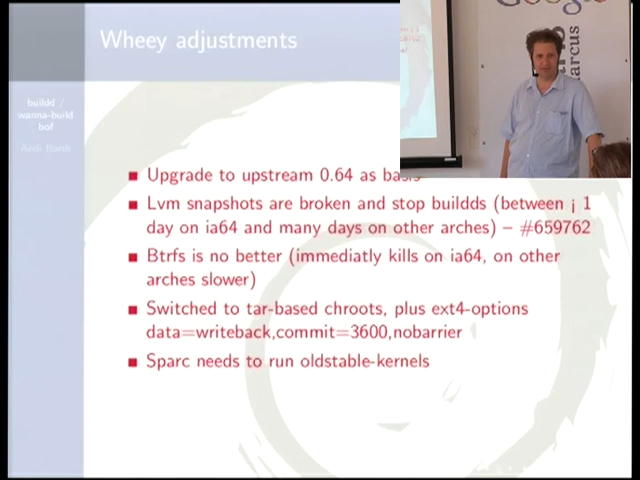 Wheey adjustments
buildd /
wanna-build
bof
Andi Barth
Upgrade to upstream 0.64 as basis
Lvm snapshots are broken and stop buildds (between ¡ 1
day on ia64 and many days on other arches) – #659762
Btrfs is no better (immediatly kills on ia64, on other
arches slower)
Switched to tar-based chroots, plus ext4-options
data=writeback,commit=3600,nobarrier
Sparc needs to run oldstable-kernels
Google
arcus